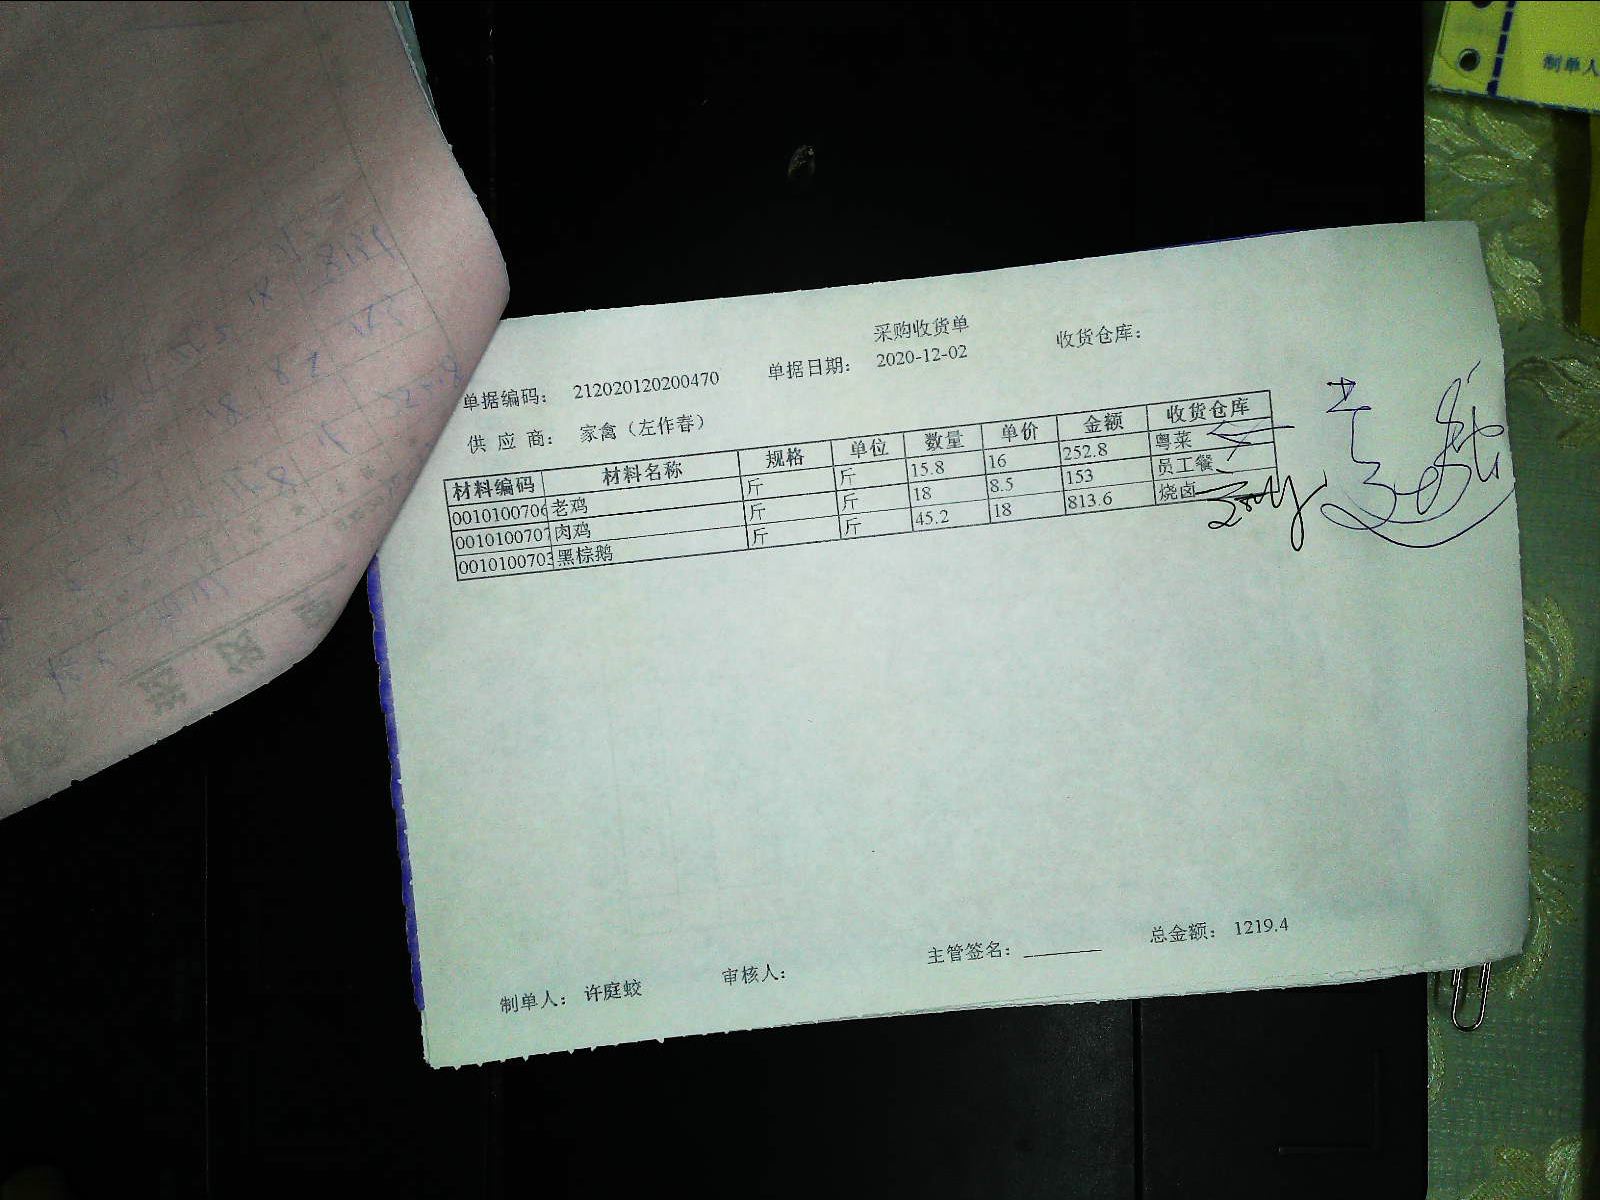 采购收货单
单据编码： 212020120200470 单据日期： 2020-12-02 收货仓库：
供 应 商： 家禽（左作春）
材料编码 材料名称 规格 单位 数量 单价 金额 收货仓库
0010100706 老鸡 斤 斤 15.8 16 252.8 粤菜
0010100707 肉鸡 斤 斤 18 8.5 153 员工餐
0010100703 黑棕鹅 斤 斤 45.2 18 813.6 烧卤
制单人： 许庭蛟 审核人： 主管签名： 总金额： 1219.4
制单人